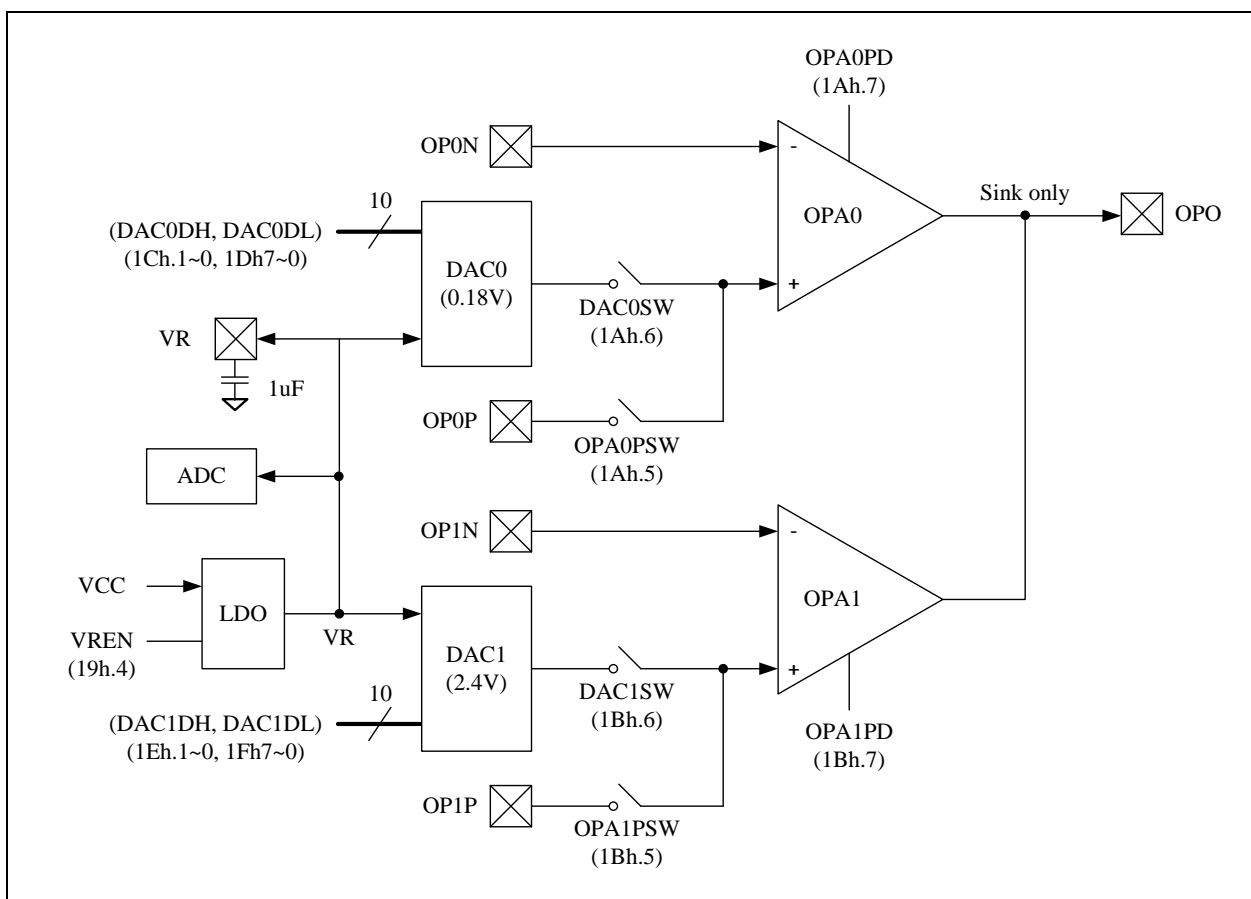 OPA0PD
(1Ah.7)
OP0N
-
Sink only
10
(DAC0DH, DAC0DL)
(1Ch.1~0, 1Dh7~0)
DAC0
(0.18V)
OPA0
OPO
+
DAC0SW
(1Ah.6)
VR
1uF
OP0P
OPA0PSW
(1Ah.5)
ADC
OP1N
-
VCC
LDO
VREN
(19h.4)
VR
DAC1
(2.4V)
OPA1
+
DAC1SW
(1Bh.6)
10
(DAC1DH, DAC1DL)
(1Eh.1~0, 1Fh7~0)
OPA1PD
(1Bh.7)
OP1P
OPA1PSW
(1Bh.5)